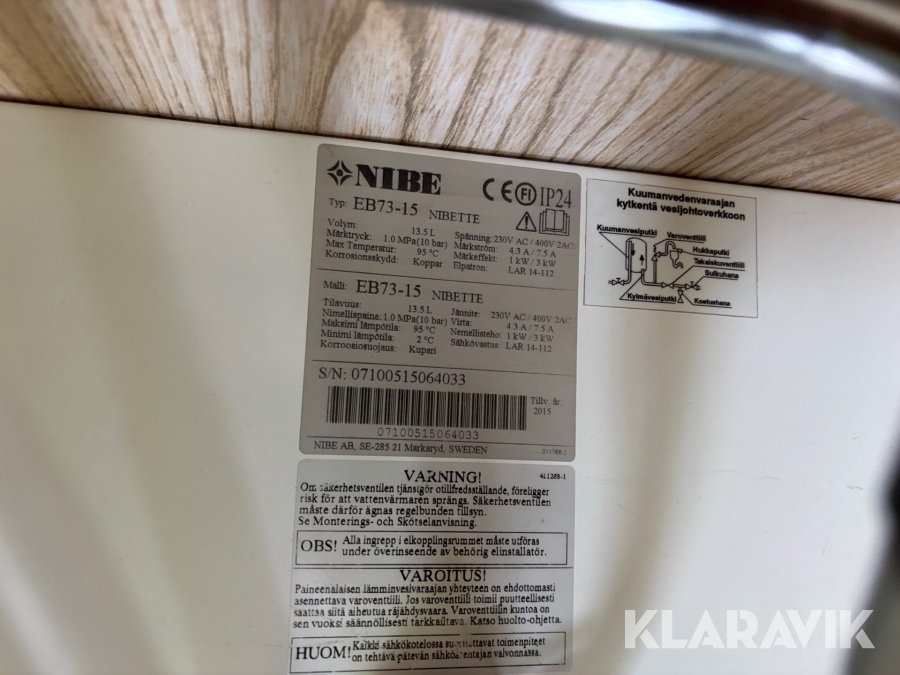 NIBE
CE FI IP24
Typ: EB73-15 NIBETTE
Volym: 13.5 L Spänning: 230V AC / 400V 2AC
Märktryck: 1.0 MPa(10 bar) Märkström: 4.3 A / 7.5 A
Max Temperatur: 95 °C Märkeffekt: 1 kW / 3 kW
Korrosionsskydd: Koppar Elpatron: LAR 14-112
Malli: EB73-15 NIBETTE
Tilavuus: 13.5 L Jännite: 230V AC / 400V 2AC
Nimellispaine: 1.0 MPa(10 bar) Virta: 4.3 A / 7.5 A
Maksimi lämpötila: 95 °C Nemellisteho: 1 kW / 3 kW
Minimi lämpötila: 2 °C Sähkövastus: LAR 14-112
Korroosiosuojaus: Kupari
S/N: 07100515064033
Tillv. år:
2015
07100515064033
NIBE AB, SE-285 21 Markaryd, SWEDEN
Kuumanvedenvaraajan
kytkentä vesijohtoverkkoon
Kuumanvesiputki Varoventtiili
Hukkaputki
Takaiskuventtiili
Sulkuhana
Kylmävesiputki Koetushana
VARNING! 411268-1
Om säkerhetsventilen tjänstgör otillfredsställande, föreligger
risk för att vattenvärmaren sprängs. Säkerhetsventilen
måste därför ägnas regelbunden tillsyn.
Se Monterings- och Skötselanvisning.
OBS! Alla ingrepp i elkopplingsrummet måste utföras
under överinseende av behörig elinstallatör.
VAROITUS!
Paineenalaisen lämminvesivaraajan yhteyteen on ehdottomasti
asennettava varoventtiili. Jos varoventtiili toimii puutteellisesti
saattaa siitä aiheutua räjähdysvaara. Varoventtiilin kuntoa on
sen vuoksi säännöllisesti tarkkailtava. Katso huolto-ohjetta.
HUOM! Kaikki sähkökotelossa suoritettavat toimenpiteet
on tehtävä pätevän sähköasentajan valvonnassa.
KLARAVIK